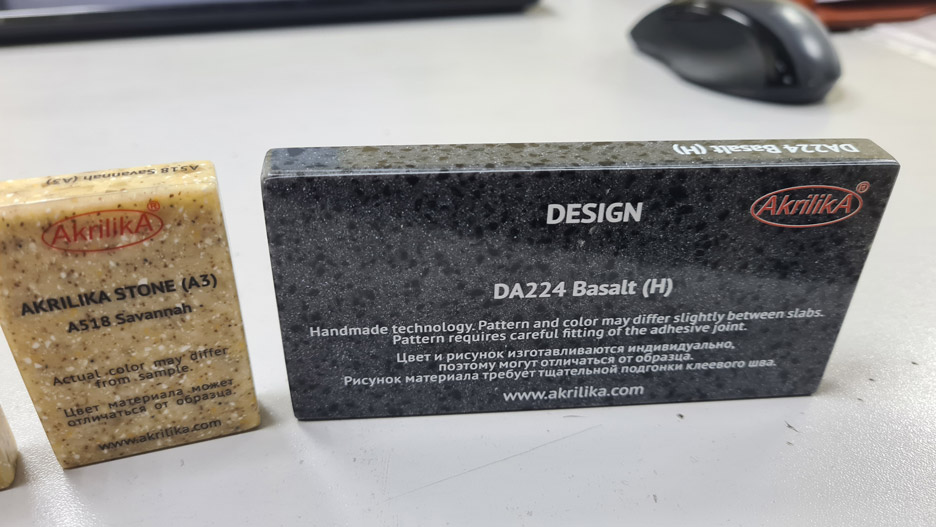 A518 Savannah (A3)
AkrilikA®
AKRILIKA STONE (A3)
A518 Savannah
Actual color may differ
from sample.
Цвет материала может
отличаться от образца.
www.akrilika.com
DA224 Basalt (H)
DESIGN
AkrilikA®
DA224 Basalt (H)
Handmade technology. Pattern and color may differ slightly between slabs.
Pattern requires careful fitting of the adhesive joint.
Цвет и рисунок изготавливаются индивидуально,
поэтому могут отличаться от образца.
Рисунок материала требует тщательной подгонки клеевого шва.
www.akrilika.com